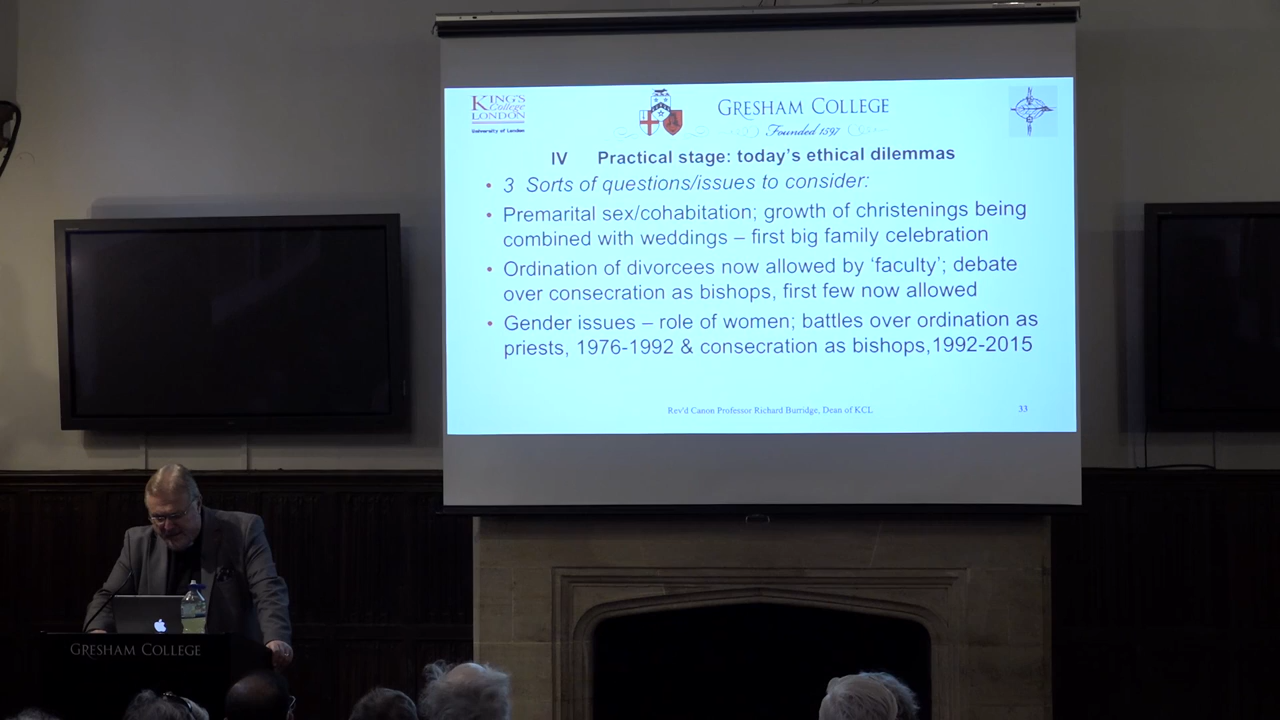 KING'S
College
LONDON
University of London
GRESHAM COLLEGE
Founded 1597
IV Practical stage: today's ethical dilemmas
• 3 Sorts of questions/issues to consider:
• Premarital sex/cohabitation; growth of christenings being
combined with weddings – first big family celebration
• Ordination of divorcees now allowed by 'faculty'; debate
over consecration as bishops, first few now allowed
• Gender issues – role of women; battles over ordination as
priests, 1976-1992 & consecration as bishops,1992-2015
Rev'd Canon Professor Richard Burridge, Dean of KCL
33
GRESHAM COLLEGE